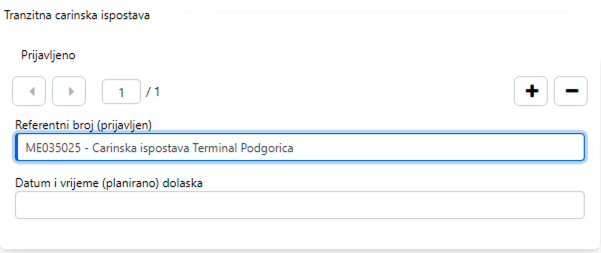 Tranzitna carinska ispostava
Prijavljeno
1 / 1
Referentni broj (prijavljen)
ME035025 - Carinska ispostava Terminal Podgorica
Datum i vrijeme (planirano) dolaska